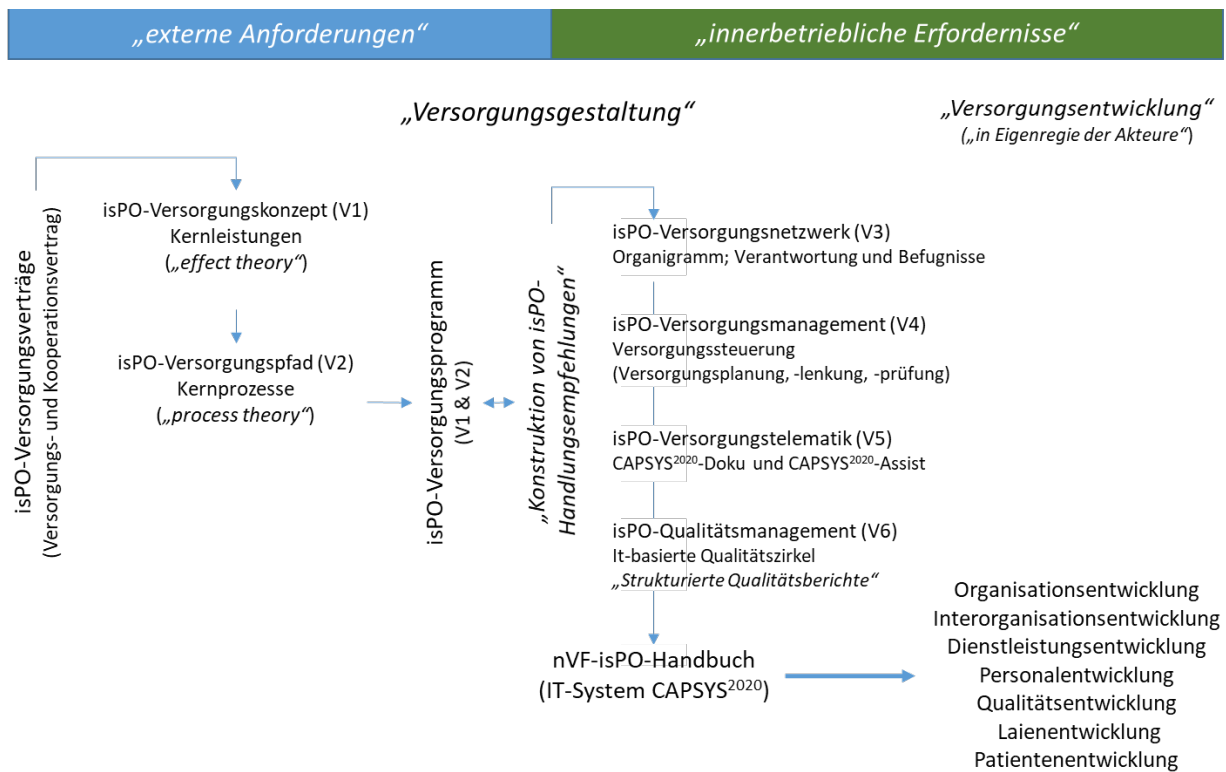 „externe Anforderungen“
„innerbetriebliche Erfordernisse“
„Versorgungsgestaltung“
„Versorgungsentwicklung“
(„in Eigenregie der Akteure“)
isPO-Versorgungsverträge
(Versorgungs- und Kooperationsvertrag)
isPO-Versorgungskonzept (V1)
Kernleistungen
(„effect theory“)
isPO-Versorgungspfad (V2)
Kernprozesse
(„process theory“)
isPO-Versorgungsprogramm
(V1 & V2)
„Konstruktion von isPO-
Handlungsempfehlungen“
isPO-Versorgungsnetzwerk (V3)
Organigramm; Verantwortung und Befugnisse
isPO-Versorgungsmanagement (V4)
Versorgungssteuerung
(Versorgungsplanung, -lenkung, -prüfung)
isPO-Versorgungstelematik (V5)
CAPSYS²⁰²⁰-Doku und CAPSYS²⁰²⁰-Assist
isPO-Qualitätsmanagement (V6)
It-basierte Qualitätszirkel
„Strukturierte Qualitätsberichte“
nVF-isPO-Handbuch
(IT-System CAPSYS²⁰²⁰)
Organisationsentwicklung
Interorganisationsentwicklung
Dienstleistungsentwicklung
Personalentwicklung
Qualitätsentwicklung
Laienentwicklung
Patientenentwicklung